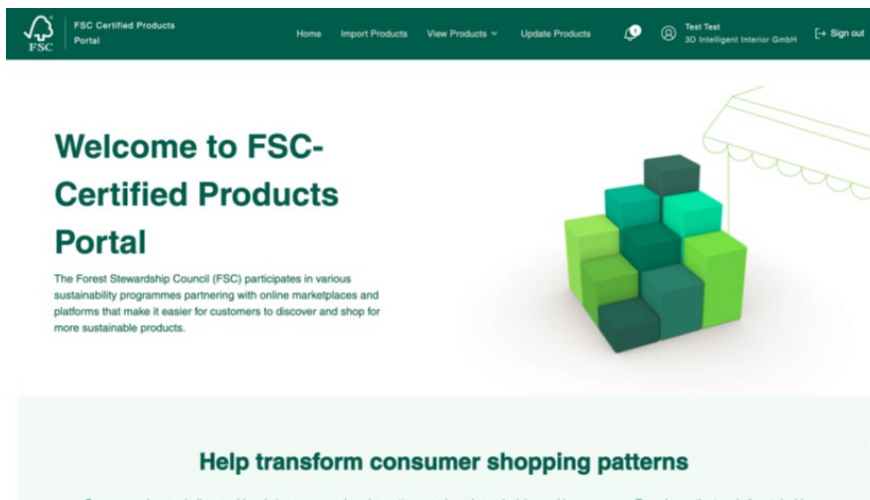 FSC
FSC Certified Products
Portal
Home
Import Products
View Products
Update Products
1
Test Test
3D Intelligent Interior GmbH
Sign out
Welcome to FSC-
Certified Products
Portal
The Forest Stewardship Council (FSC) participates in various
sustainability programmes partnering with online marketplaces and
platforms that make it easier for customers to discover and shop for
more sustainable products.
Help transform consumer shopping patterns